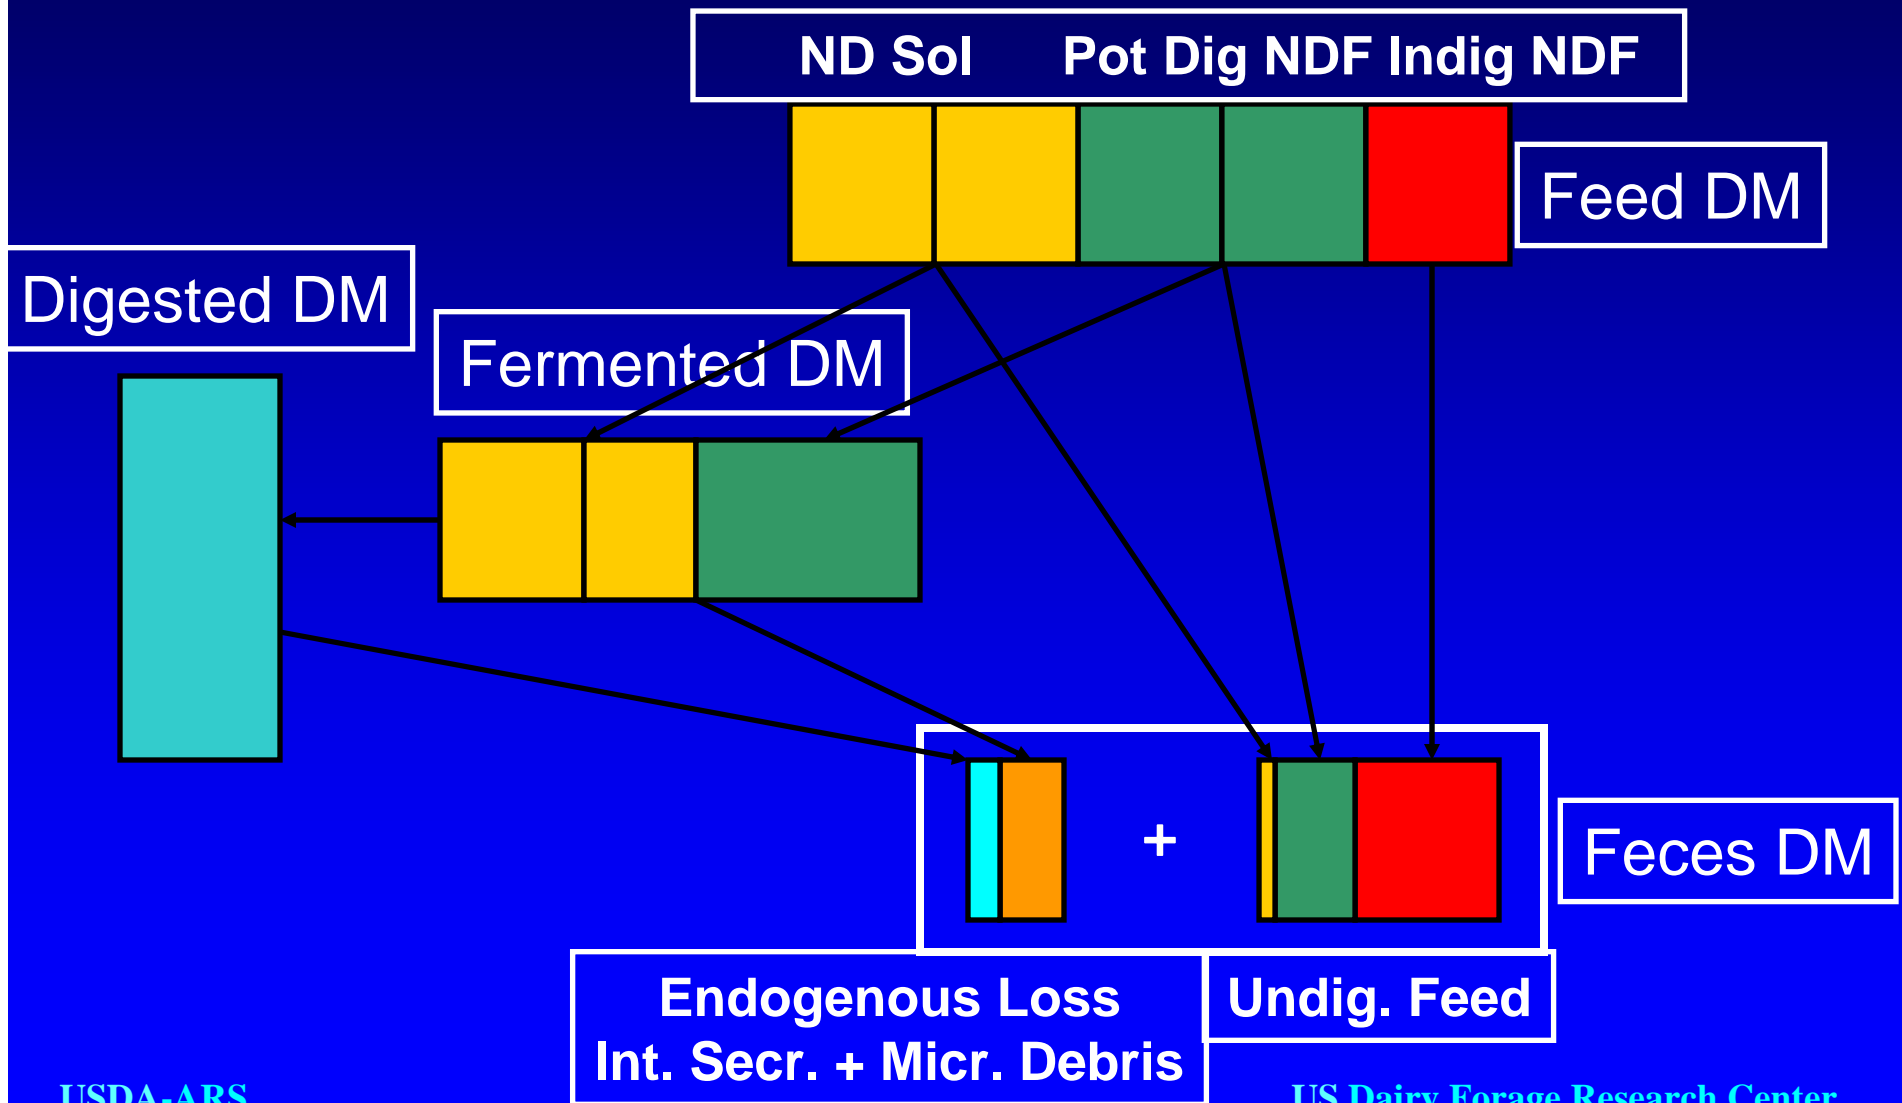 ND Sol Pot Dig NDF Indig NDF
Feed DM
Digested DM
Fermented DM
+
Feces DM
Endogenous Loss
Int. Secr. + Micr. Debris
Undig. Feed
USDA-ARS
US Dairy Forage Research Center